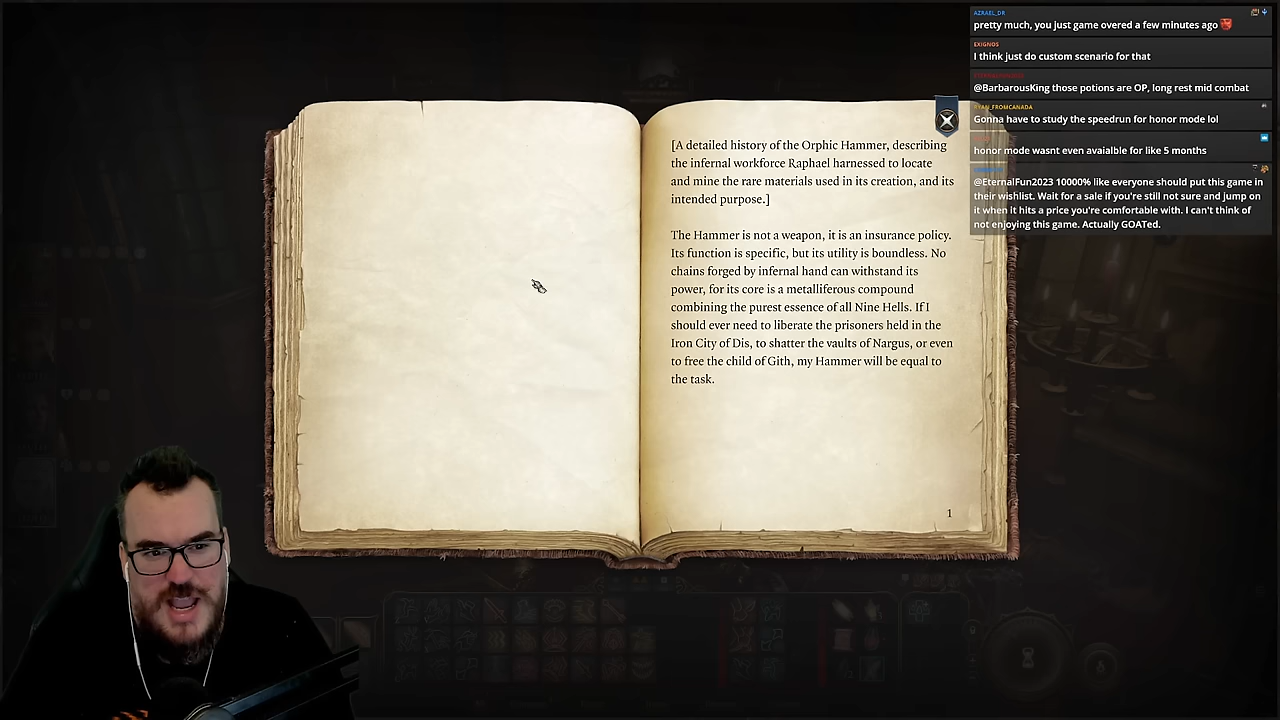 [A detailed history of the Orphic Hammer, describing
the infernal workforce Raphael harnessed to locate
and mine the rare materials used in its creation, and its
intended purpose.]
The Hammer is not a weapon, it is an insurance policy.
Its function is specific, but its utility is boundless. No
chains forged by infernal hand can withstand its
power, for its core is a metalliferous compound
combining the purest essence of all Nine Hells. If I
should ever need to liberate the prisoners held in the
Iron City of Dis, to shatter the vaults of Nargus, or even
to free the child of Gith, my Hammer will be equal to
the task.
1
AZRAEL_DR
pretty much, you just game overed a few minutes ago
EXIGNOS
I think just do custom scenario for that
@BarbarousKing those potions are OP, long rest mid combat
RYAN_FROMCANADA
Gonna have to study the speedrun for honor mode lol
honor mode wasnt even avaialble for like 5 months
@EternalFun2023 10000% like everyone should put this game in
their wishlist. Wait for a sale if you're still not sure and jump on
it when it hits a price you're comfortable with. I can't think of
not enjoying this game. Actually GOATed.